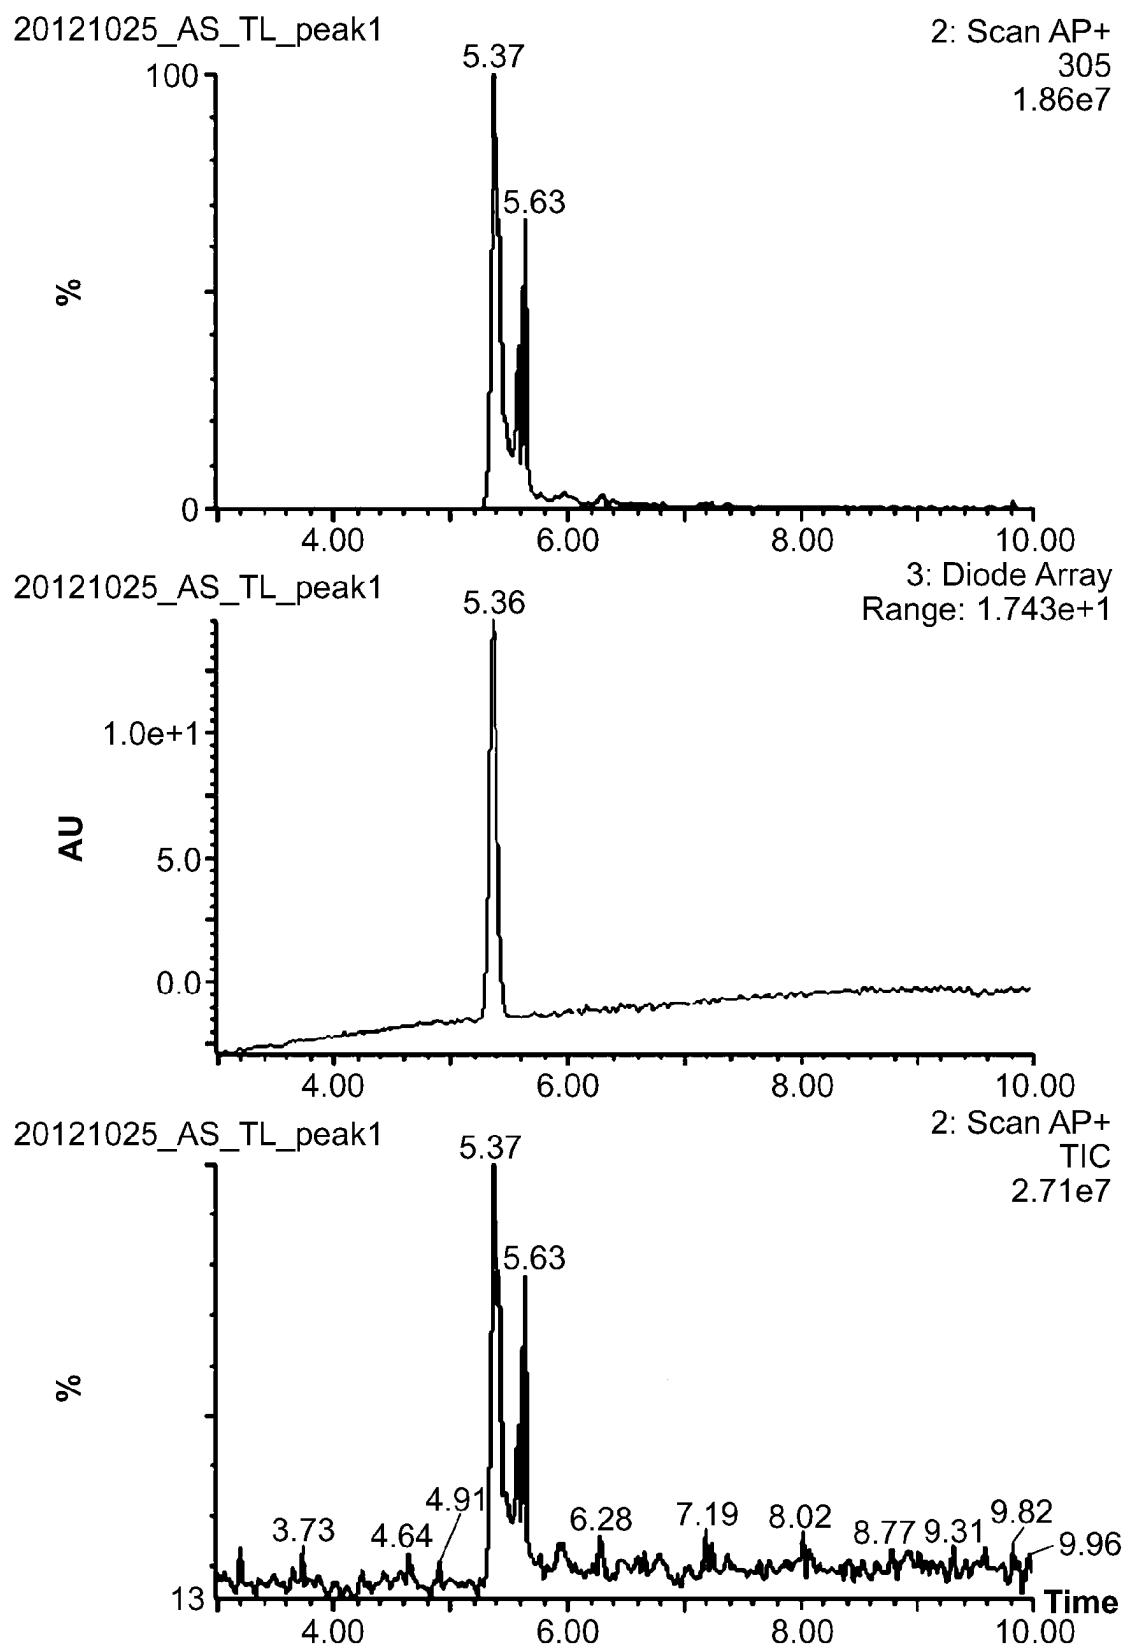 20121025_AS_TL_peak1
2: Scan AP+
305
1.86e7
5.37
100
5.63
%
0
4.00 6.00 8.00 10.00
20121025_AS_TL_peak1
3: Diode Array
Range: 1.743e+1
5.36
1.0e+1
AU
5.0
0.0
4.00 6.00 8.00 10.00
20121025_AS_TL_peak1
2: Scan AP+
TIC
2.71e7
5.37
5.63
%
4.91
3.73 4.64 6.28 7.19 8.02 8.77 9.31 9.82 9.96
13
Time
4.00 6.00 8.00 10.00